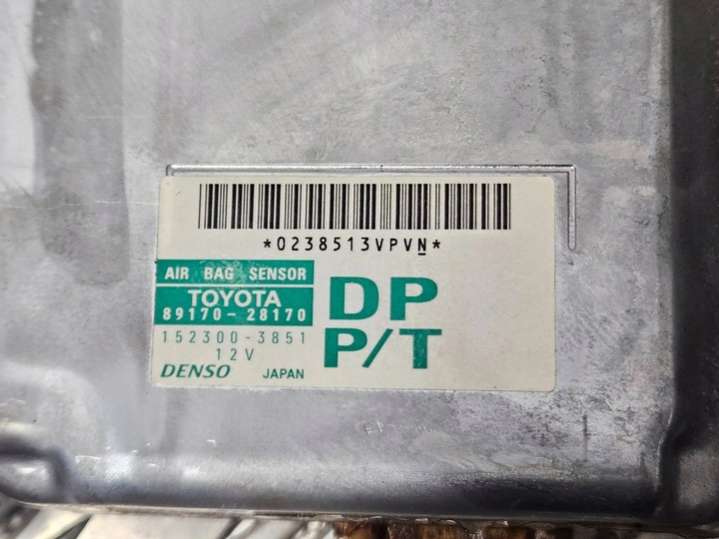 *0238513VPVN*
AIR BAG SENSOR
TOYOTA
89170-28170
152300-3851
12V
DENSO JAPAN
DP
P/T